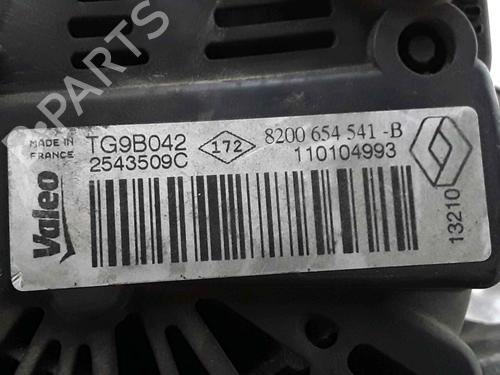 MADE IN
FRANCE
Valeo
TG9B042
2543509C
172
8200 654 541 -B
110104993
13210
B-PARTS